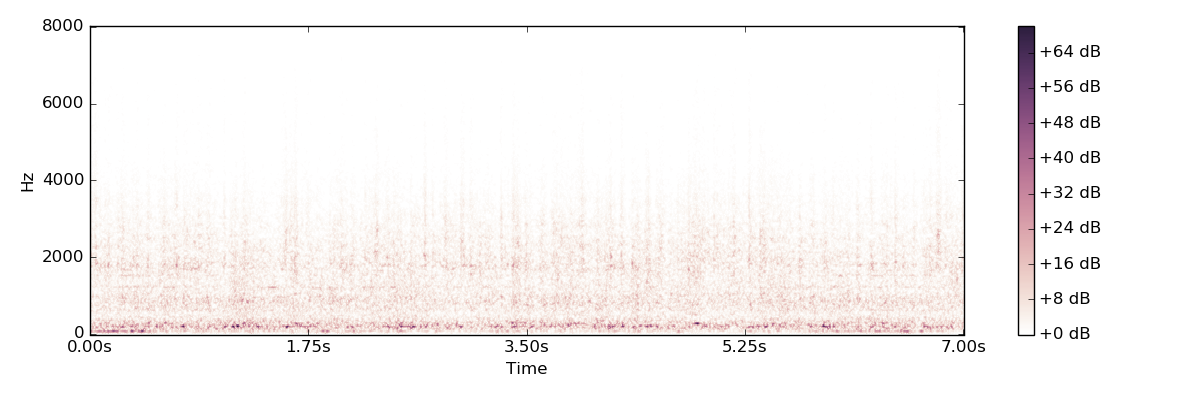 8000
6000
4000
2000
0
Hz
0.00s
1.75s
3.50s
5.25s
7.00s
Time
+64 dB
+56 dB
+48 dB
+40 dB
+32 dB
+24 dB
+16 dB
+8 dB
+0 dB